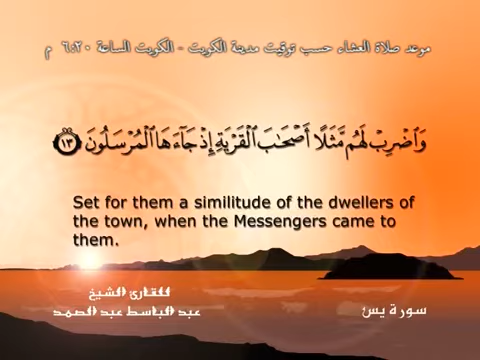 موعد صلاة العشاء حسب توقيت مدينة الكويت - الكويت الساعة ٦:٢٠ م
وَٱضْرِبْ لَهُم مَّثَلًا أَصْحَٰبَ ٱلْقَرْيَةِ إِذْ جَآءَهَا ٱلْمُرْسَلُونَ ١٣
Set for them a similitude of the dwellers of
the town, when the Messengers came to
them.
للقارئ الشيخ
عبد الباسط عبد الصمد
سورة يس